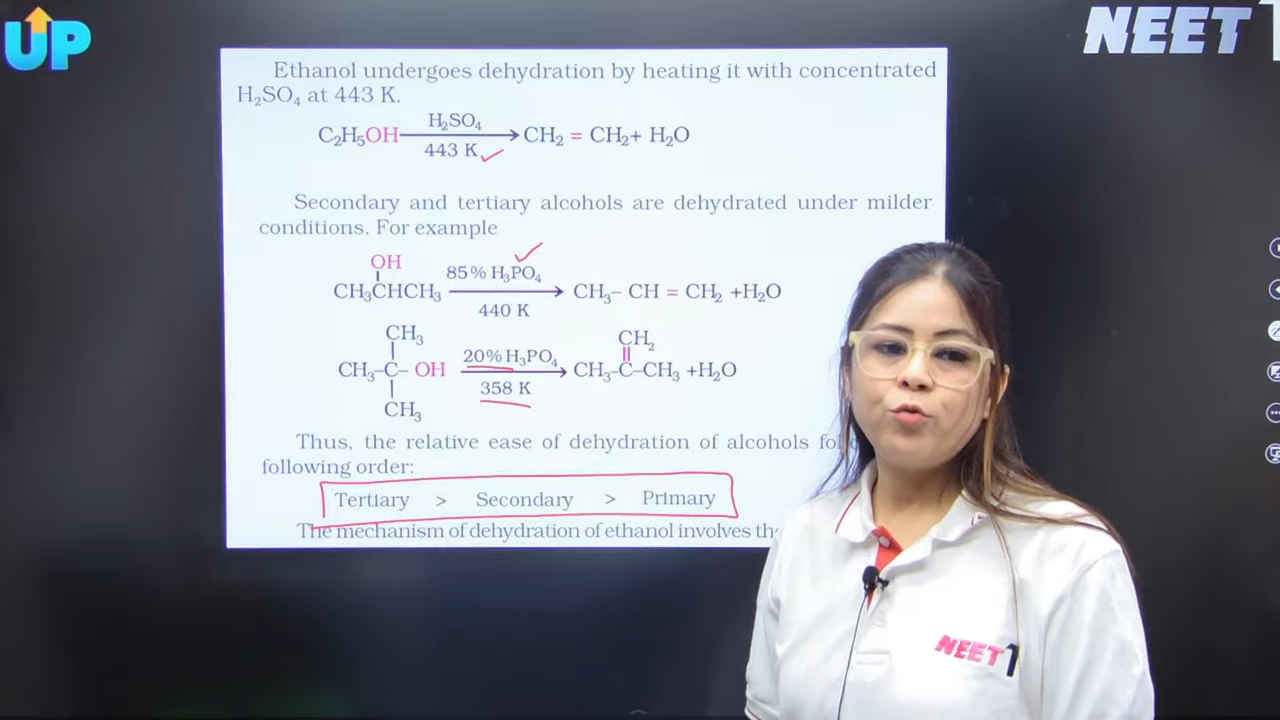 UP
NEET 1
Ethanol undergoes dehydration by heating it with concentrated
H₂SO₄ at 443 K.
C₂H₅OH H₂SO₄ 443 K CH₂ = CH₂ + H₂O
Secondary and tertiary alcohols are dehydrated under milder
conditions. For example
OH
CH₃CHCH₃ 85% H₃PO₄ 440 K CH₃– CH = CH₂ +H₂O
CH₃ CH₂
CH₃–C– OH 20% H₃PO₄ 358 K CH₃–C–CH₃ +H₂O
CH₃
Thus, the relative ease of dehydration of alcohols
following order:
Tertiary > Secondary > Primary
The mechanism of dehydration of ethanol involves
NEET 1